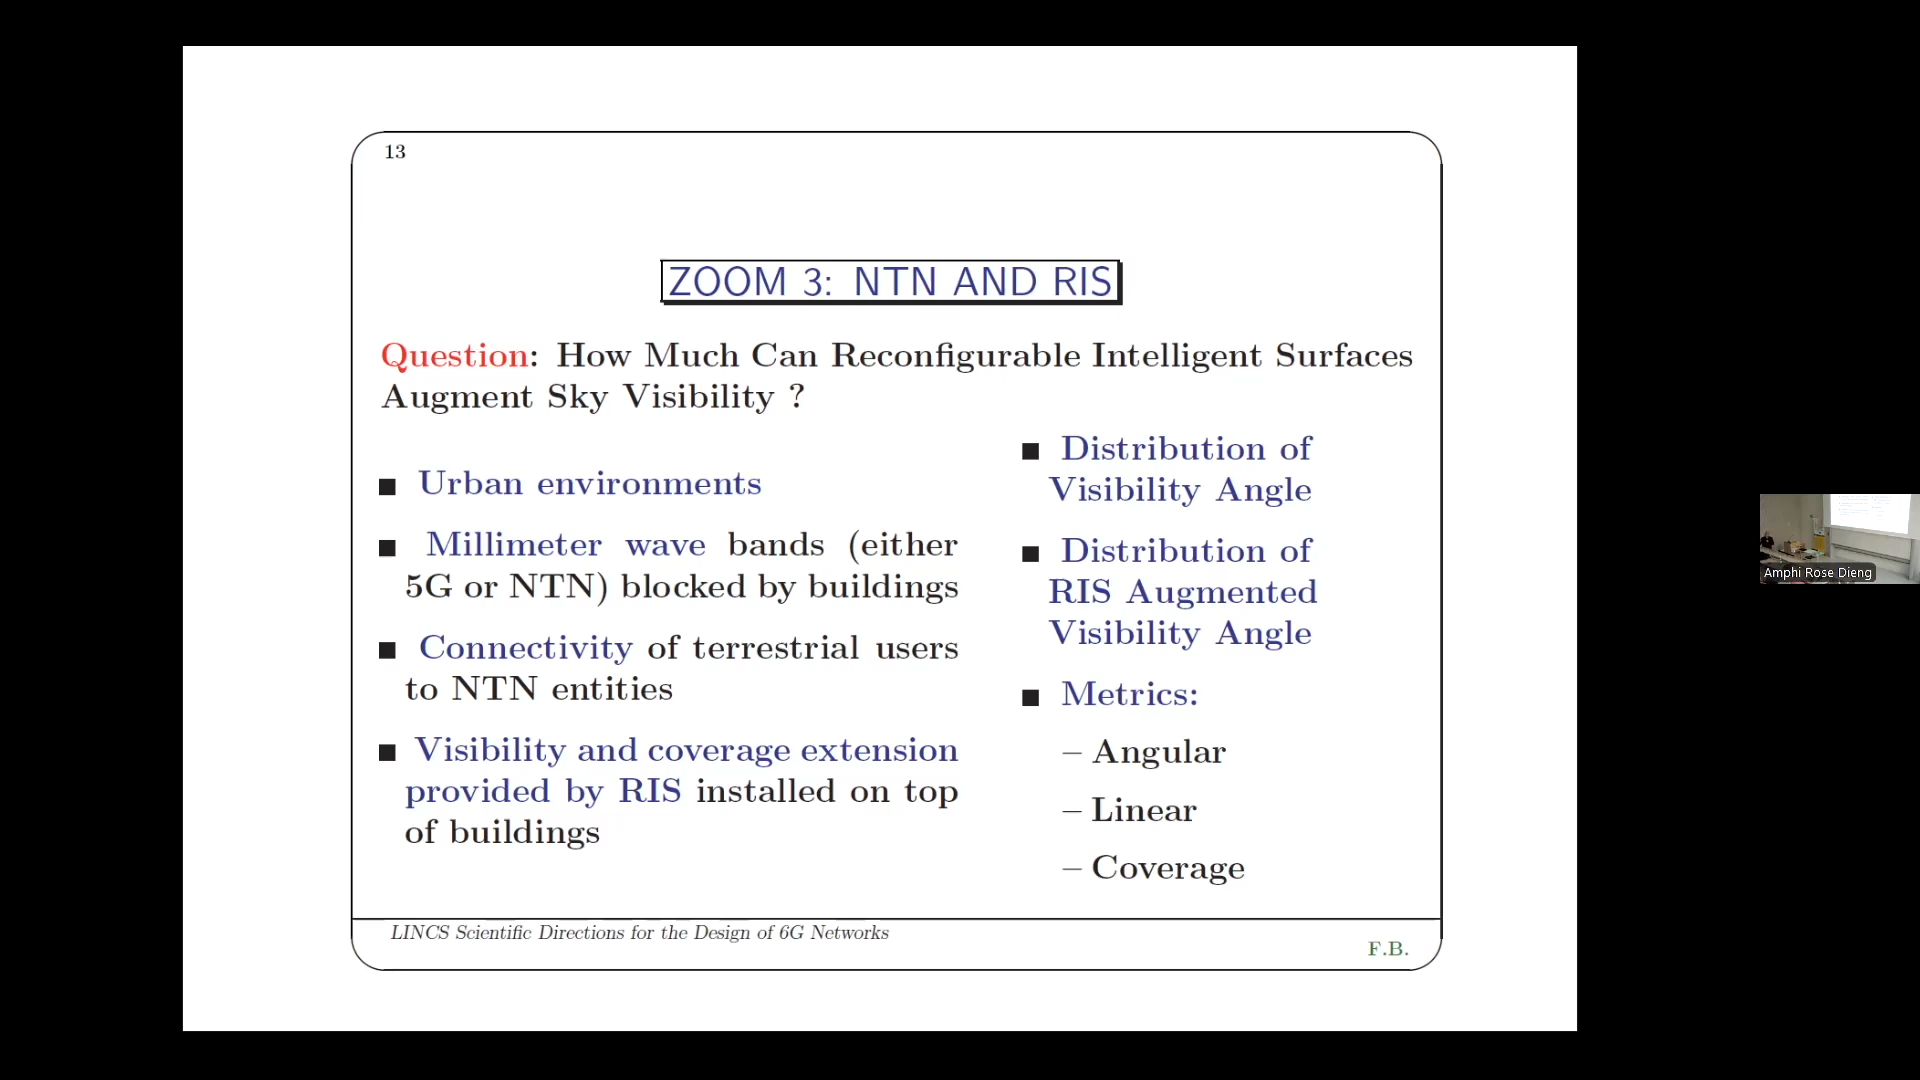 13
ZOOM 3: NTN AND RIS
Question: How Much Can Reconfigurable Intelligent Surfaces
Augment Sky Visibility ?
■ Urban environments
■ Millimeter wave bands (either
5G or NTN) blocked by buildings
■ Connectivity of terrestrial users
to NTN entities
■ Visibility and coverage extension
provided by RIS installed on top
of buildings
■ Distribution of
Visibility Angle
■ Distribution of
RIS Augmented
Visibility Angle
■ Metrics:
– Angular
– Linear
– Coverage
LINCS Scientific Directions for the Design of 6G Networks
F.B.
Amphi Rose Dieng